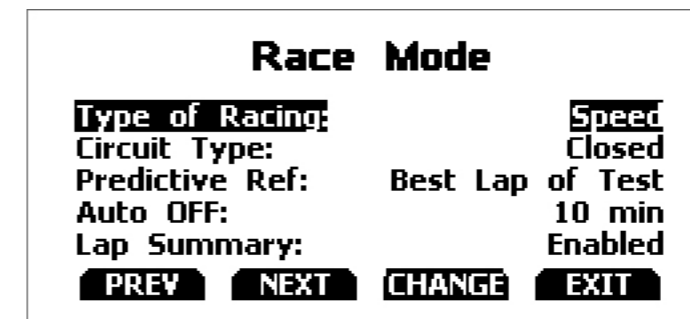 Race Mode
Type of Racing: Speed
Circuit Type: Closed
Predictive Ref: Best Lap of Test
Auto OFF: 10 min
Lap Summary: Enabled
PREV NEXT CHANGE EXIT